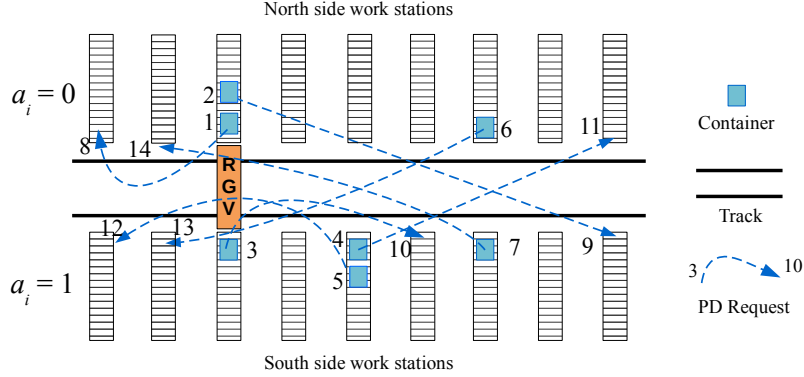 North side work stations
a_i = 0
2
1
6
11
8
14
R
G
V
Container
Track
12
13
3
4
10
7
9
5
a_i = 1
3
10
PD Request
South side work stations